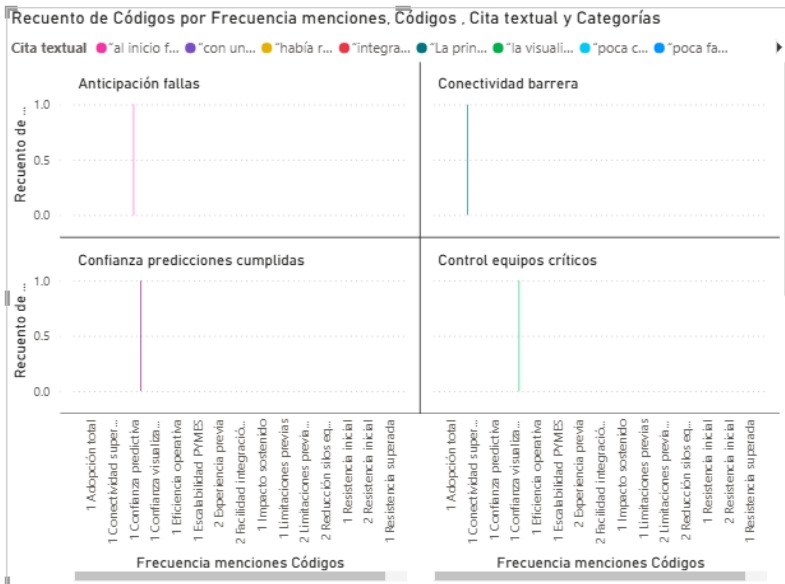 Recuento de Códigos por Frecuencia menciones, Códigos , Cita textual y Categorías
Cita textual "al inicio f... "con un... "había r... "integra... "La prin... "la visuali... "poca c... "poca fa...
Anticipación fallas
Conectividad barrera
Recuento de ...
1.0
0.5
0.0
Confianza predicciones cumplidas
Control equipos críticos
Recuento de ...
1.0
0.5
0.0
1 Adopción total
1 Conectividad super...
1 Confianza predictiva
1 Confianza visualiza...
1 Eficiencia operativa
1 Escalabilidad PYMES
2 Experiencia previa
2 Facilidad integració...
1 Impacto sostenido
1 Limitaciones previas
2 Limitaciones previa...
2 Reducción silos eq...
1 Resistencia inicial
2 Resistencia inicial
1 Resistencia superada
1 Adopción total
1 Conectividad super...
1 Confianza predictiva
1 Confianza visualiza...
1 Eficiencia operativa
1 Escalabilidad PYMES
2 Experiencia previa
2 Facilidad integració...
1 Impacto sostenido
1 Limitaciones previas
2 Limitaciones previa...
2 Reducción silos eq...
1 Resistencia inicial
2 Resistencia inicial
1 Resistencia superada
Frecuencia menciones Códigos
Frecuencia menciones Códigos